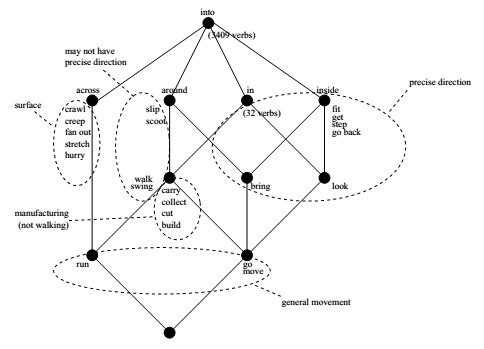 into
(3409 verbs)
may not have
precise direction
precise direction
across
around
in
inside
surface
crawl
creep
fan out
stretch
hurry
slip
scoot
(32 verbs)
fit
get
step
go back
walk
swing
bring
look
carry
collect
cut
build
manufacturing
(not walking)
run
go
move
general movement